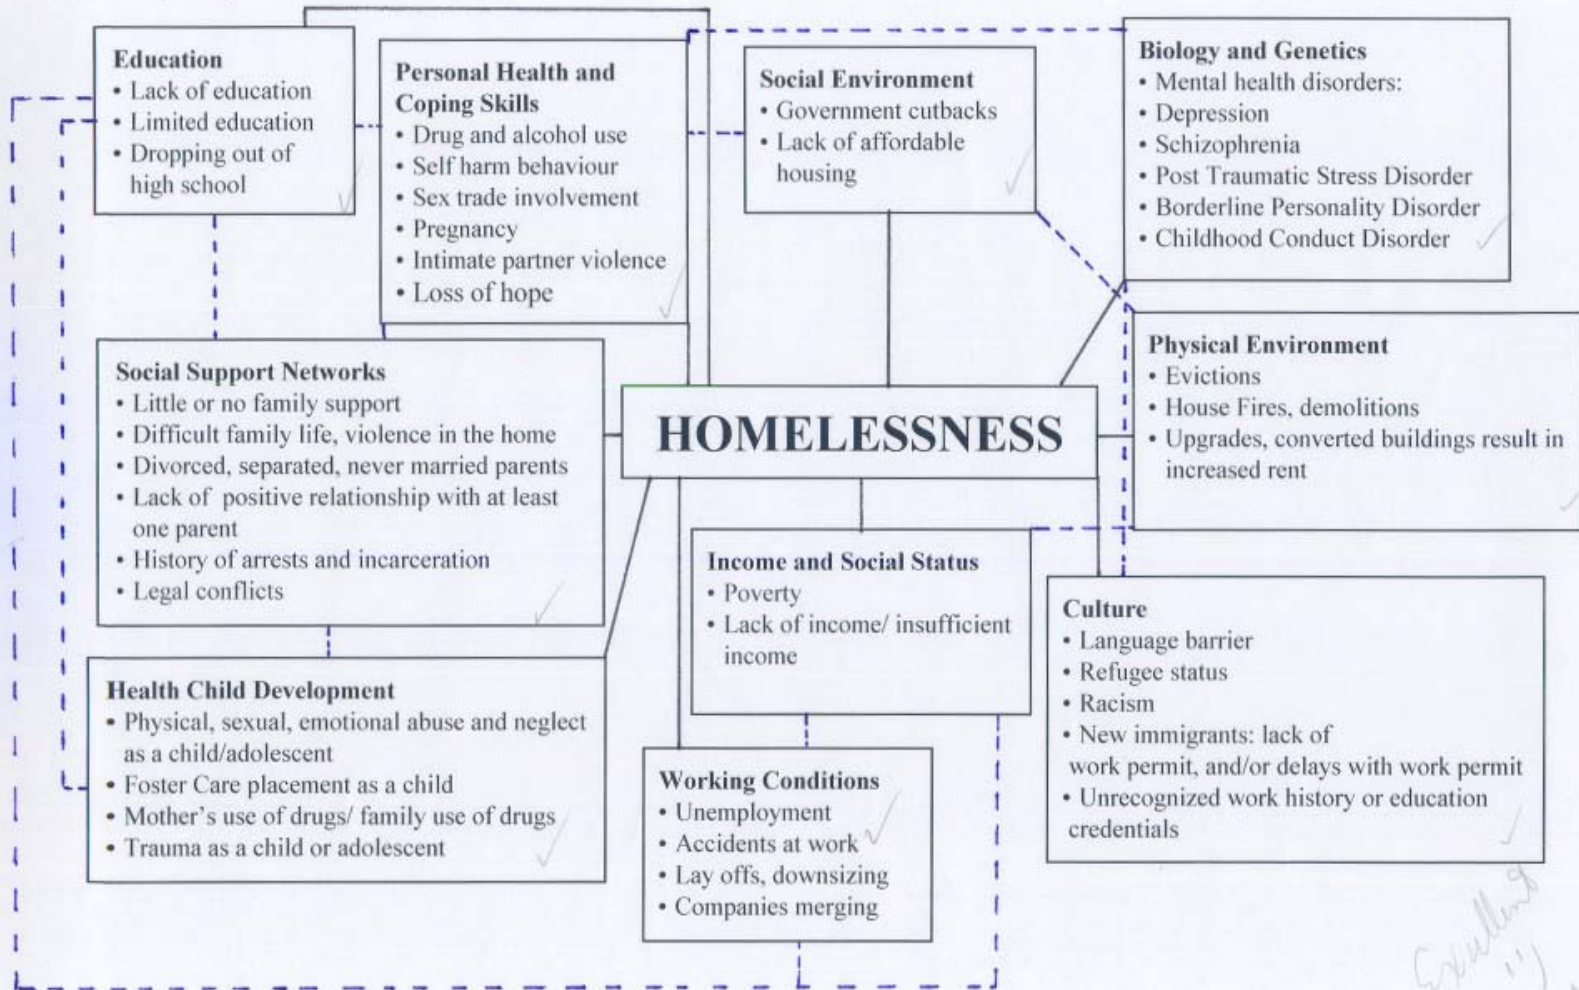 Education
• Lack of education
• Limited education
• Dropping out of
high school
Personal Health and
Coping Skills
• Drug and alcohol use
• Self harm behaviour
• Sex trade involvement
• Pregnancy
• Intimate partner violence
• Loss of hope
Social Environment
• Government cutbacks
• Lack of affordable
housing
Biology and Genetics
• Mental health disorders:
• Depression
• Schizophrenia
• Post Traumatic Stress Disorder
• Borderline Personality Disorder
• Childhood Conduct Disorder
Social Support Networks
• Little or no family support
• Difficult family life, violence in the home
• Divorced, separated, never married parents
• Lack of positive relationship with at least
one parent
• History of arrests and incarceration
• Legal conflicts
HOMELESSNESS
Physical Environment
• Evictions
• House Fires, demolitions
• Upgrades, converted buildings result in
increased rent
Health Child Development
• Physical, sexual, emotional abuse and neglect
as a child/adolescent
• Foster Care placement as a child
• Mother's use of drugs/ family use of drugs
• Trauma as a child or adolescent
Income and Social Status
• Poverty
• Lack of income/ insufficient
income
Working Conditions
• Unemployment
• Accidents at work
• Lay offs, downsizing
• Companies merging
Culture
• Language barrier
• Refugee status
• Racism
• New immigrants: lack of
work permit, and/or delays with work permit
• Unrecognized work history or education
credentials
Excellent